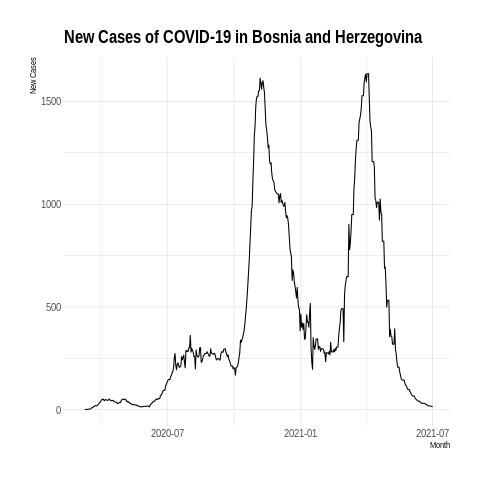 New Cases of COVID-19 in Bosnia and Herzegovina
New Cases
1500
1000
500
0
2020-07
2021-01
2021-07
Month